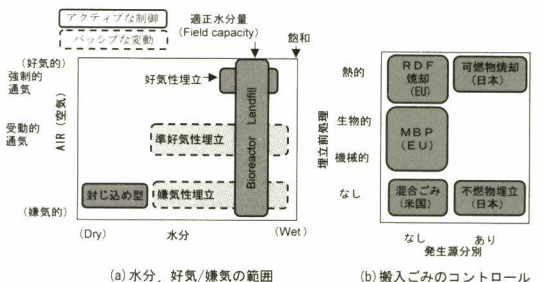 アクティブな制御
パッシブな変動
適正水分量
(Field capacity)
飽和
(好気的)
強制的
通気
受動的
通気
(嫌気的)
AIR(空気)
好気性埋立
準好気性埋立
封じ込め型
嫌気性埋立
Bioreactor Landfill
(Dry)
水分
(Wet)
(a)水分、好気/嫌気の範囲
熱的
生物的
機械的
なし
埋立前処理
RDF
焼却
(EU)
可燃物焼却
(日本)
MBP
(EU)
混合ごみ
(米国)
不燃物埋立
(日本)
なし
あり
発生源分別
(b)搬入ごみのコントロール